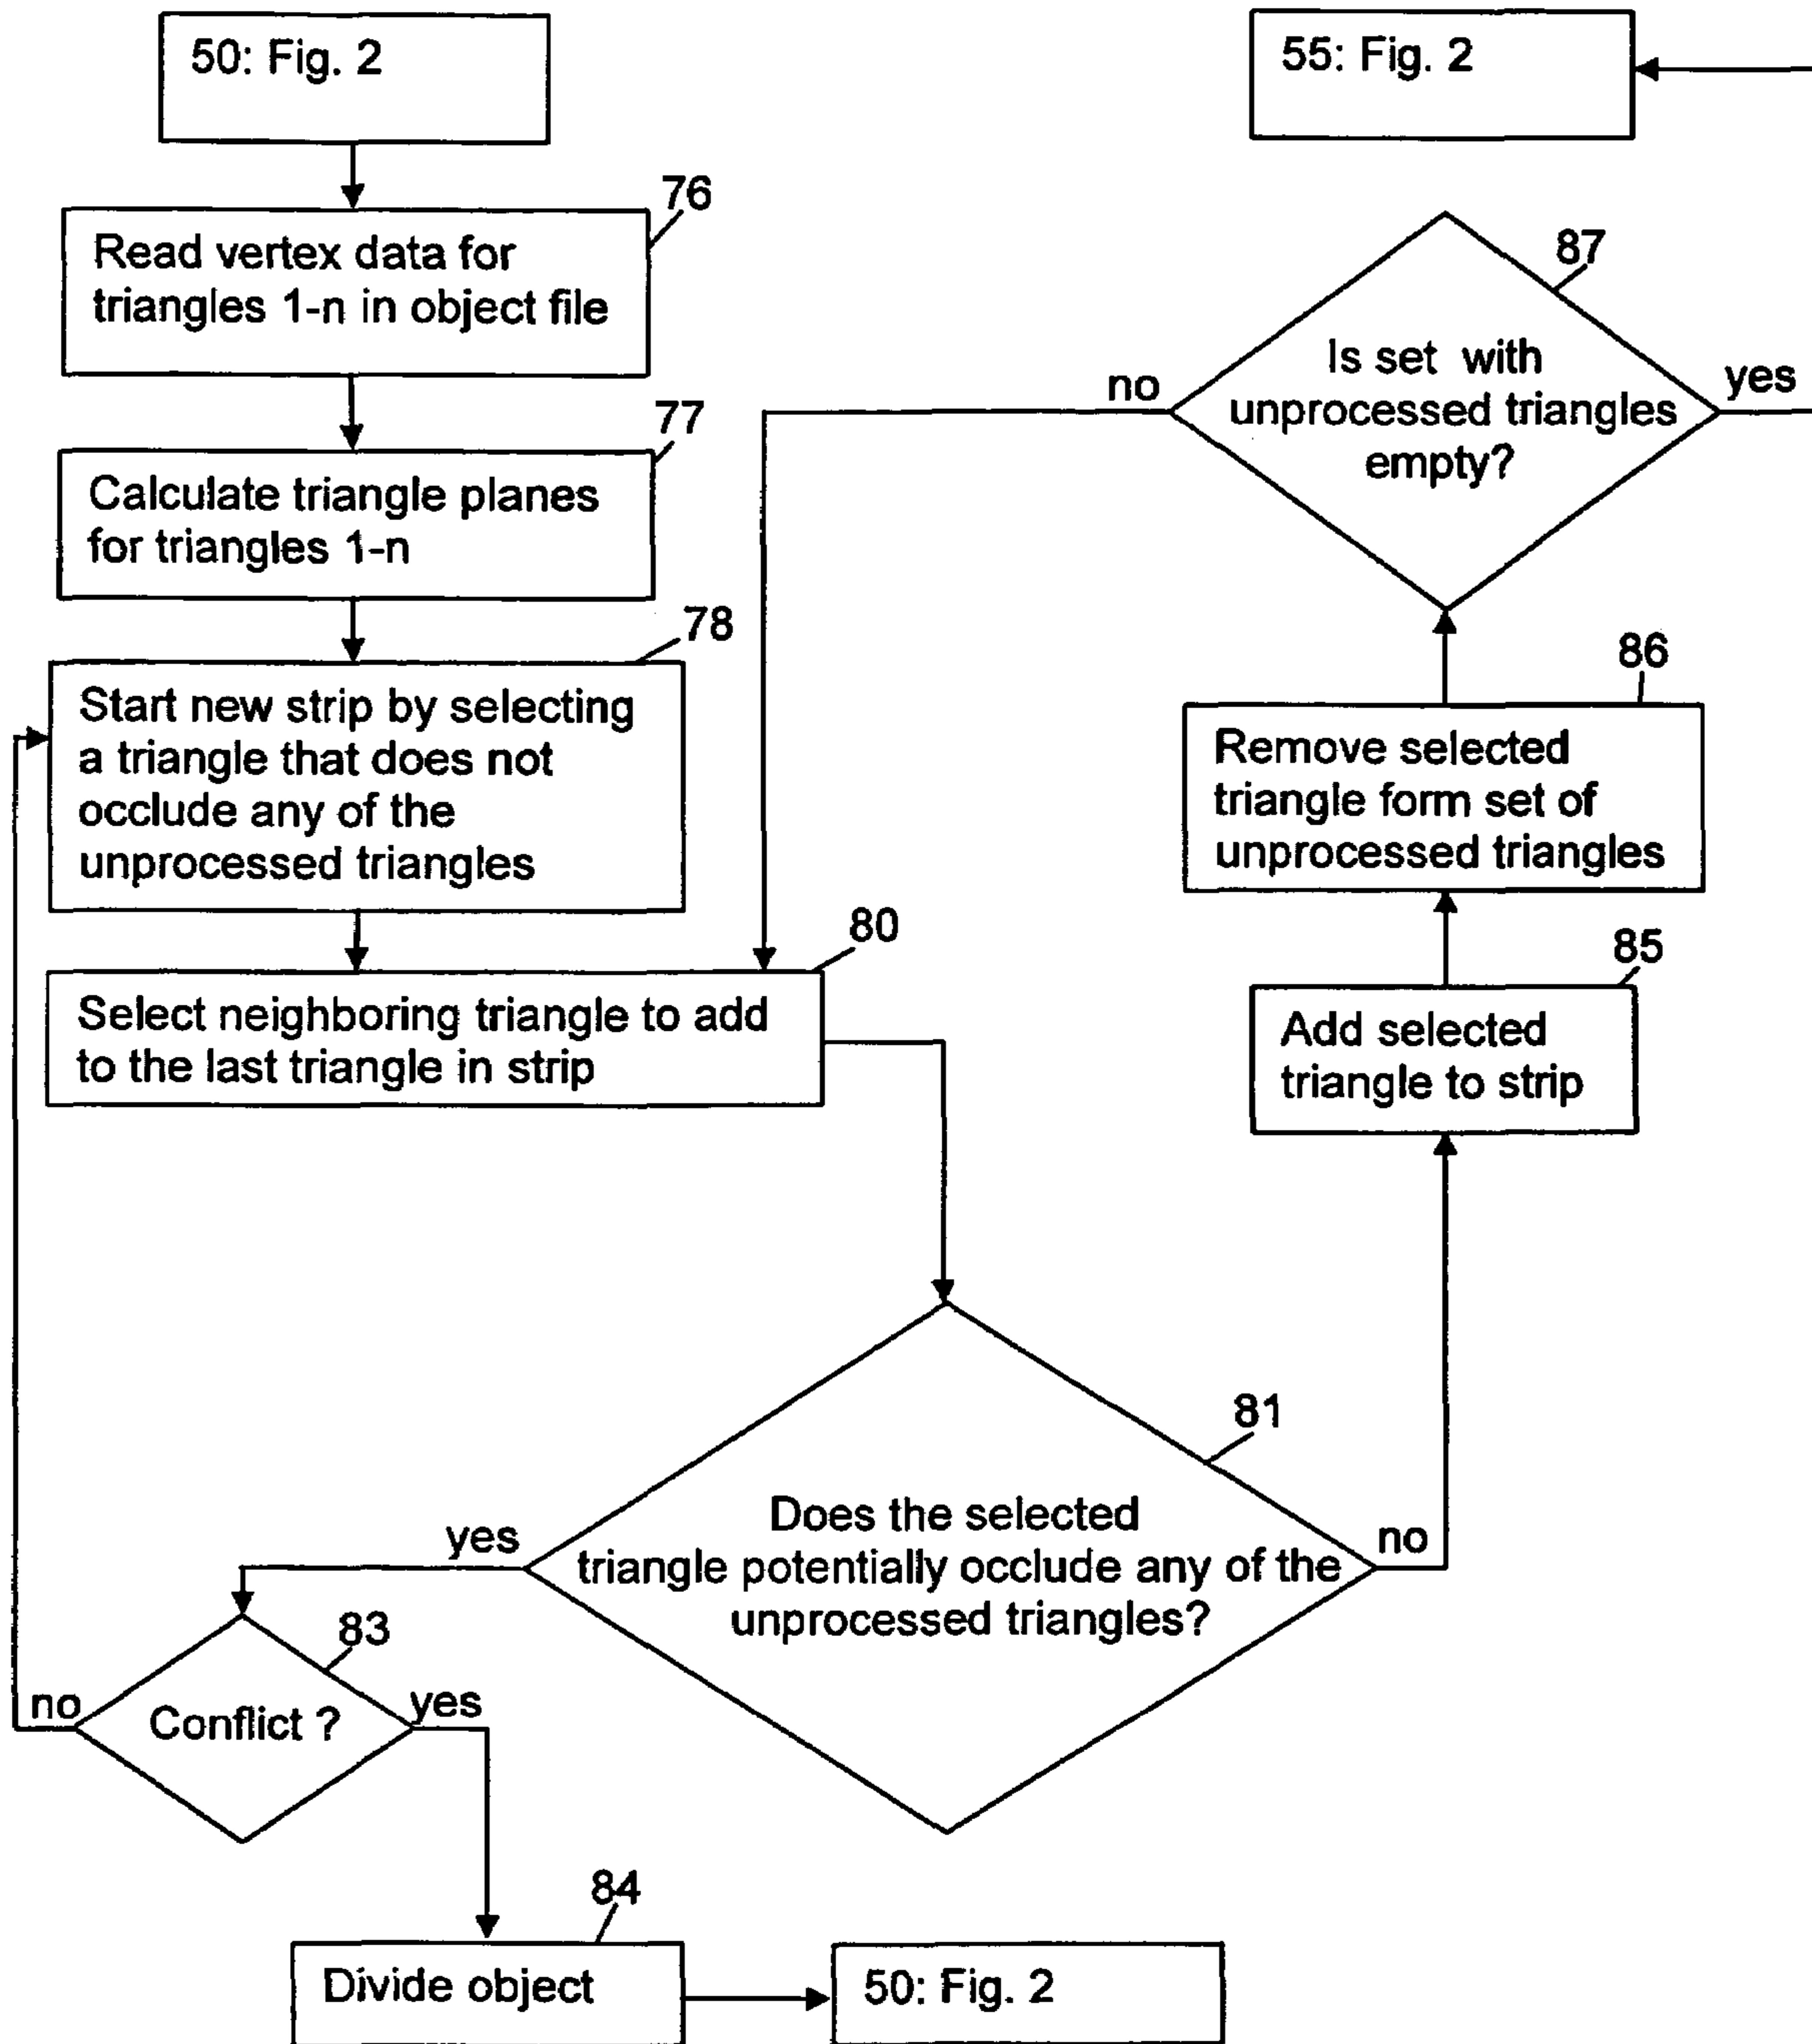 50: Fig. 2
76
Read vertex data for
triangles 1-n in object file
77
Calculate triangle planes
for triangles 1-n
78
Start new strip by selecting
a triangle that does not
occlude any of the
unprocessed triangles
80
Select neighboring triangle to add
to the last triangle in strip
81
Does the selected
triangle potentially occlude any of the
unprocessed triangles?
yes
no
83
Conflict ?
no
yes
84
Divide object
50: Fig. 2
85
Add selected
triangle to strip
86
Remove selected
triangle form set of
unprocessed triangles
87
Is set with
unprocessed triangles
empty?
no
yes
55: Fig. 2